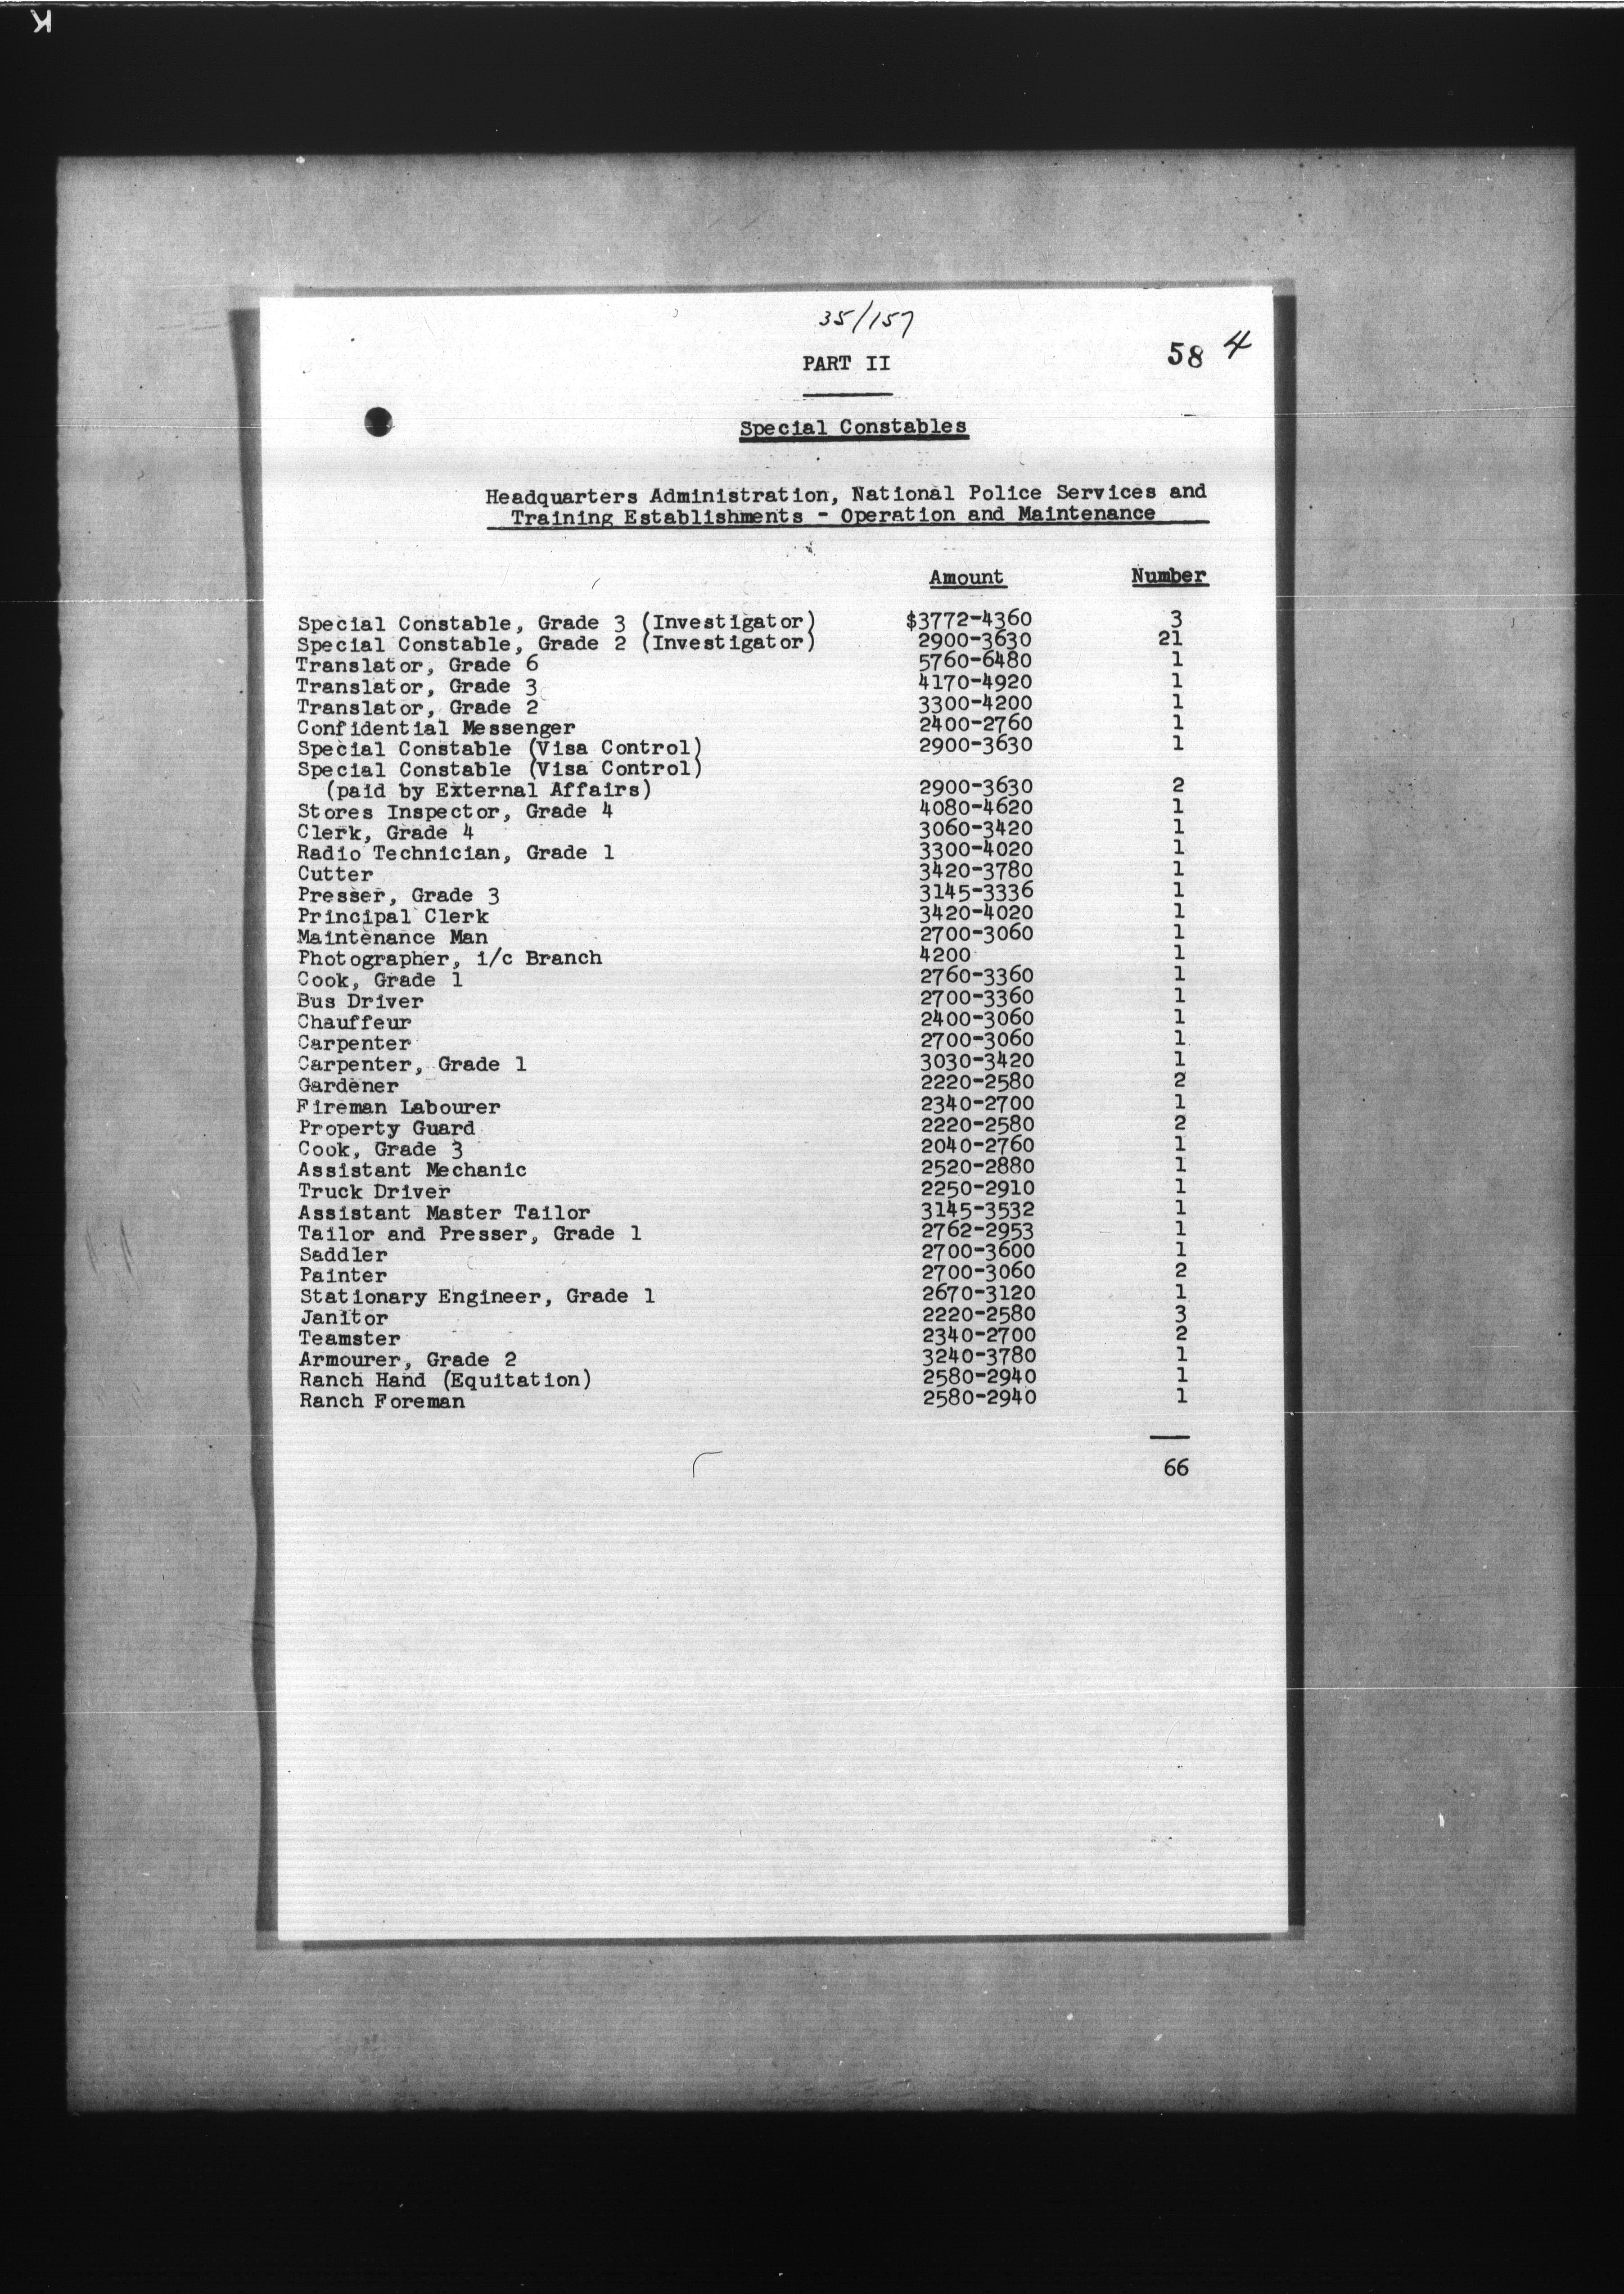 K
35/157
PART II
58 4
Special Constables
Headquarters Administration, National Police Services and
Training Establishments - Operation and Maintenance
Amount Number
Special Constable, Grade 3 (Investigator) $3772-4360 3
Special Constable, Grade 2 (Investigator) 2900-3630 21
Translator, Grade 6 5760-6480 1
Translator, Grade 3 4170-4920 1
Translator, Grade 2 3300-4200 1
Confidential Messenger 2400-2760 1
Special Constable (Visa Control) 2900-3630 1
Special Constable (Visa Control)
(paid by External Affairs) 2900-3630 2
Stores Inspector, Grade 4 4080-4620 1
Clerk, Grade 4 3060-3420 1
Radio Technician, Grade 1 3300-4020 1
Cutter 3420-3780 1
Presser, Grade 3 3145-3336 1
Principal Clerk 3420-4020 1
Maintenance Man 2700-3060 1
Photographer, i/c Branch 4200 1
Cook, Grade 1 2760-3360 1
Bus Driver 2700-3360 1
Chauffeur 2400-3060 1
Carpenter 2700-3060 1
Carpenter, Grade 1 3030-3420 1
Gardener 2220-2580 2
Fireman Labourer 2340-2700 1
Property Guard 2220-2580 2
Cook, Grade 3 2040-2760 1
Assistant Mechanic 2520-2880 1
Truck Driver 2250-2910 1
Assistant Master Tailor 3145-3532 1
Tailor and Presser, Grade 1 2762-2953 1
Saddler 2700-3600 1
Painter 2700-3060 2
Stationary Engineer, Grade 1 2670-3120 1
Janitor 2220-2580 3
Teamster 2340-2700 2
Armourer, Grade 2 3240-3780 1
Ranch Hand (Equitation) 2580-2940 1
Ranch Foreman 2580-2940 1
66